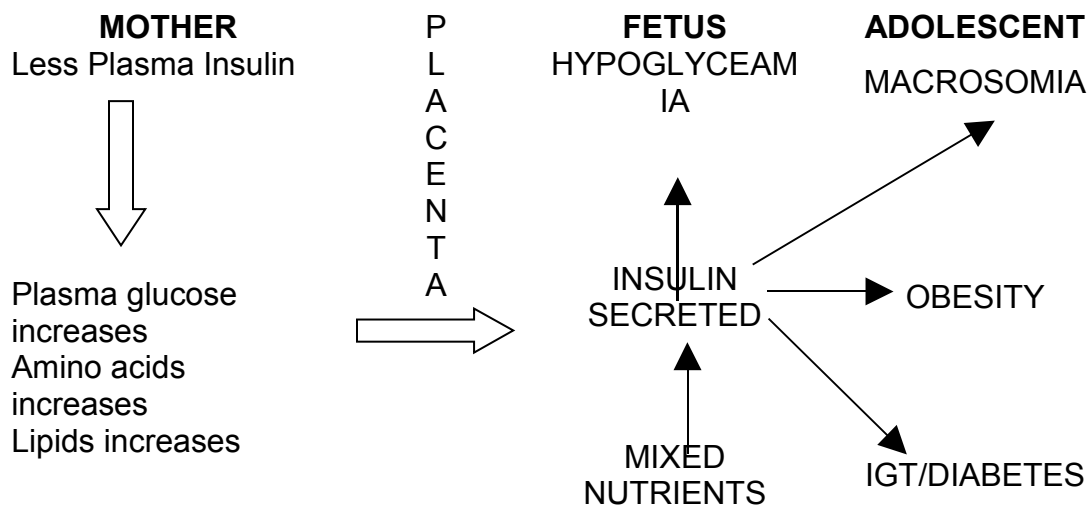 MOTHER
Less Plasma Insulin
Plasma glucose
increases
Amino acids
increases
Lipids increases
P
L
A
C
E
N
T
A
FETUS
HYPOGLYCEAM
IA
INSULIN
SECRETED
MIXED
NUTRIENTS
ADOLESCENT
MACROSOMIA
OBESITY
IGT/DIABETES